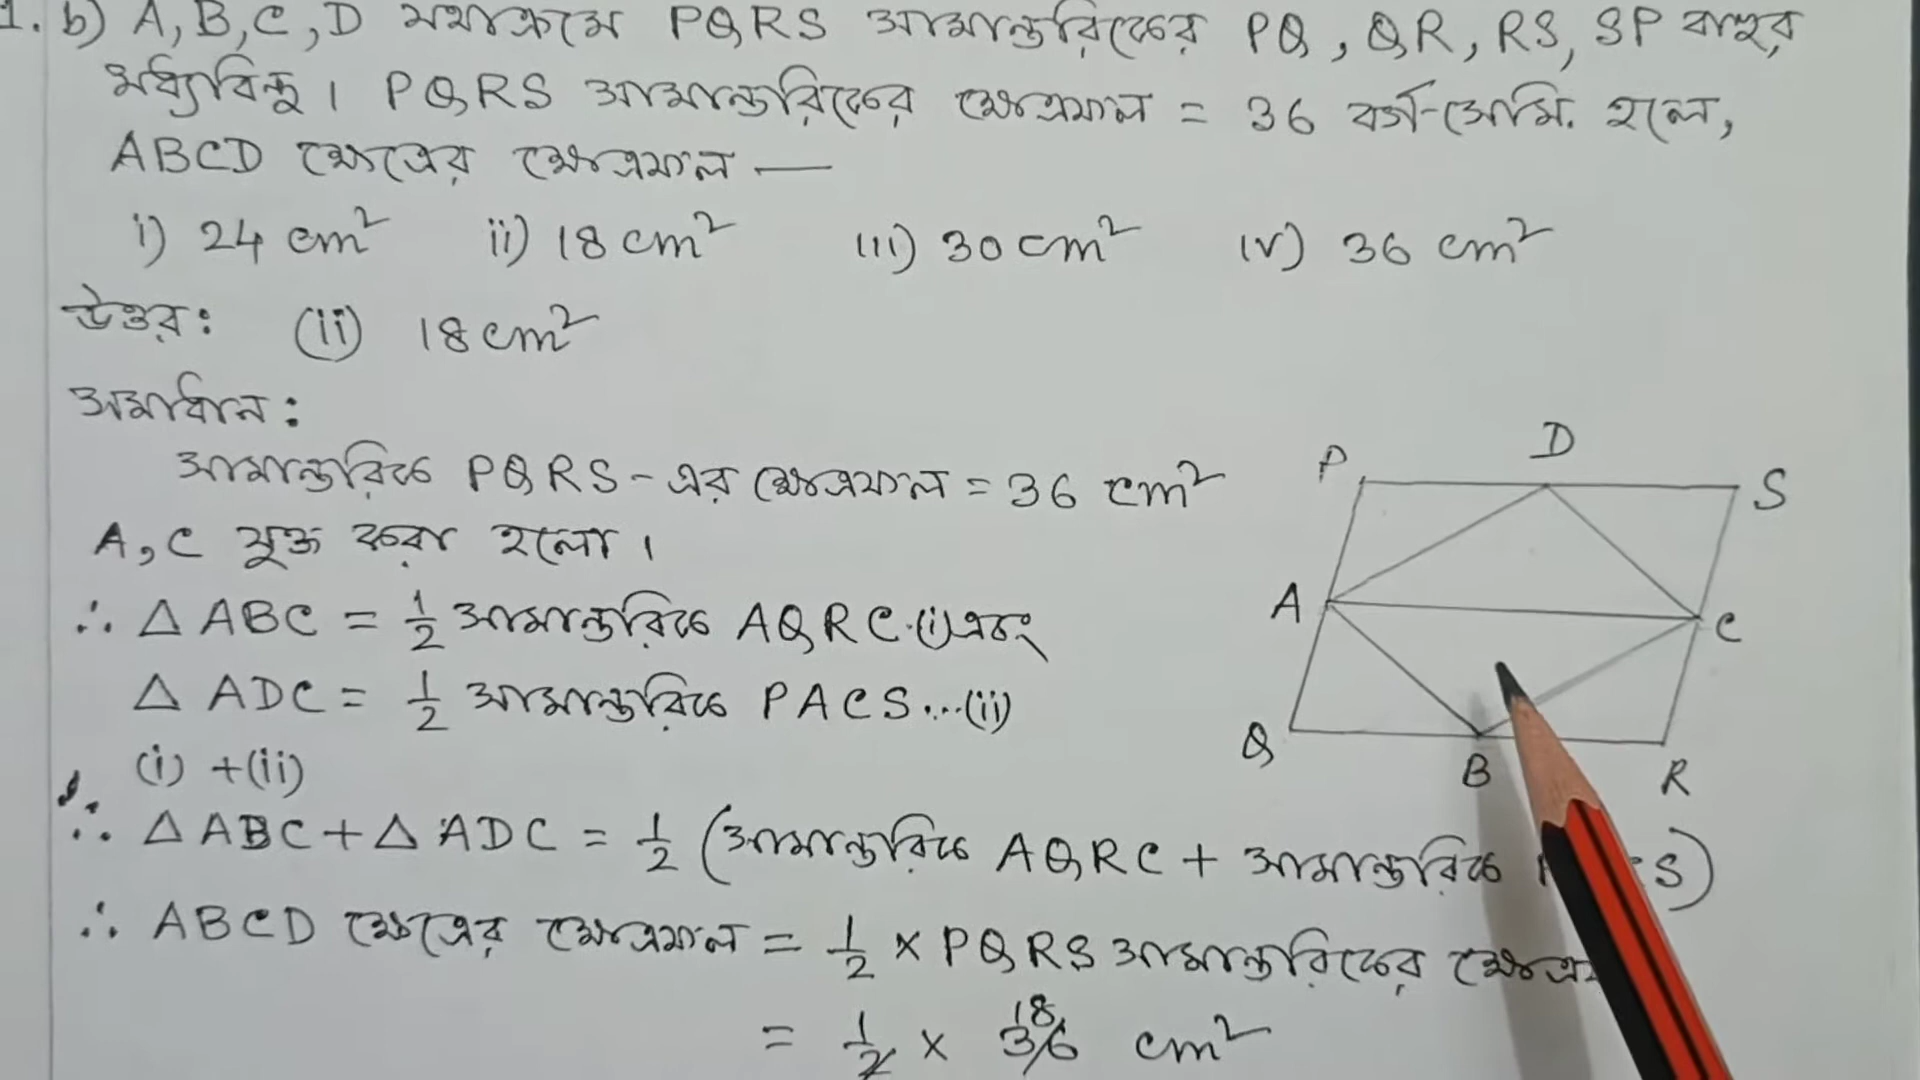 1. b) A, B, C, D যথাক্রমে PQRS সামান্তরিকের PQ, QR, RS, SP বাহুর
মধ্যবিন্দু। PQRS সামান্তরিকের ক্ষেত্রফল = 36 বর্গ-সেমি. হলে,
ABCD ক্ষেত্রের ক্ষেত্রফল —
i) 24 cm² ii) 18 cm² iii) 30 cm² iv) 36 cm²
উত্তর: (ii) 18 cm²
সমাধান:
সামান্তরিক PQRS-এর ক্ষেত্রফল = 36 cm²
A, C যুক্ত করা হলো।
∴ △ ABC = 1/2 সামান্তরিক AQRC..(i) এবং
△ ADC = 1/2 সামান্তরিক PACS...(ii)
(i) + (ii)
∴ △ ABC + △ ADC = 1/2 (সামান্তরিক AQRC + সামান্তরিক S)
∴ ABCD ক্ষেত্রের ক্ষেত্রফল = 1/2 × PQRS সামান্তরিকের
= 1/2 × 36 18 cm²
P D S
A C
Q B R